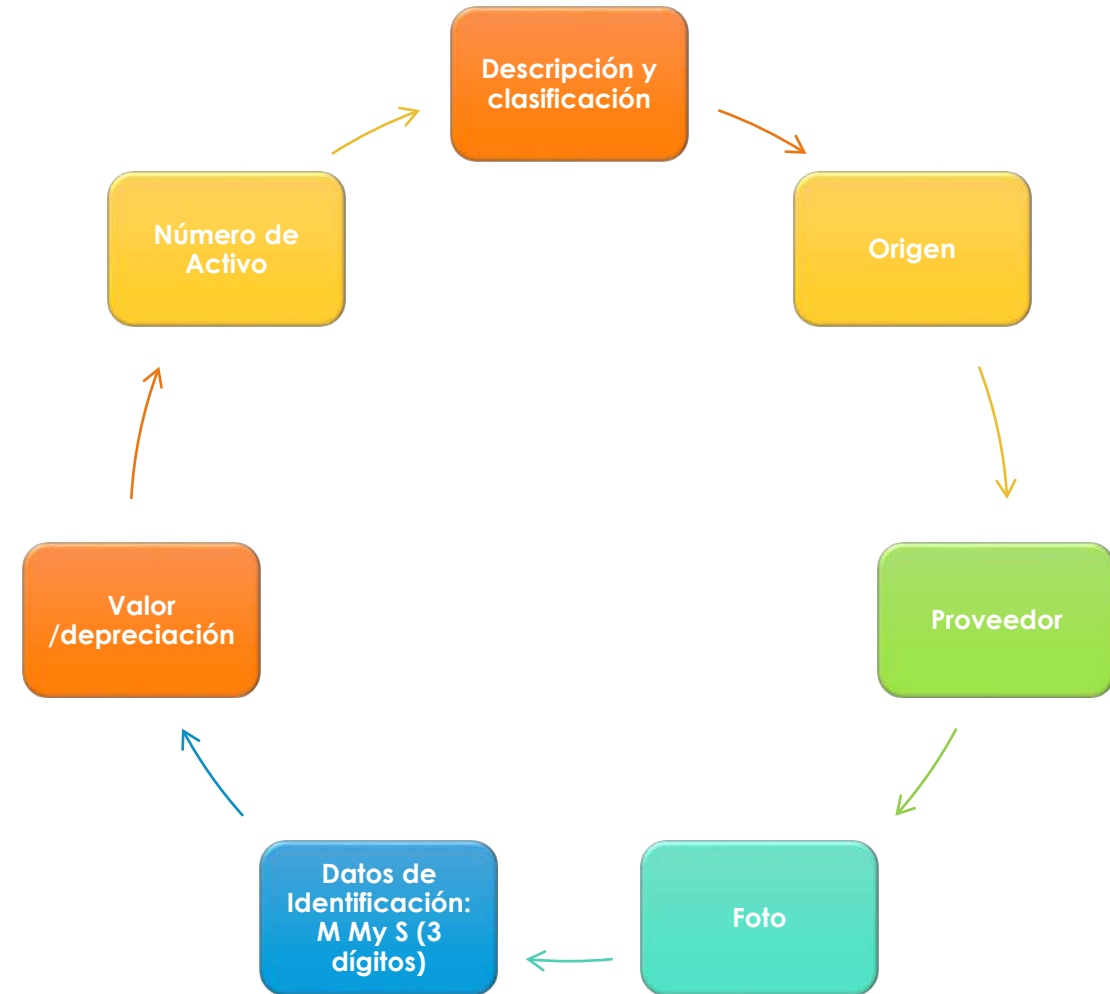 Descripción y
clasificación
Origen
Proveedor
Foto
Datos de
Identificación:
M My S (3
dígitos)
Valor
/depreciación
Número de
Activo